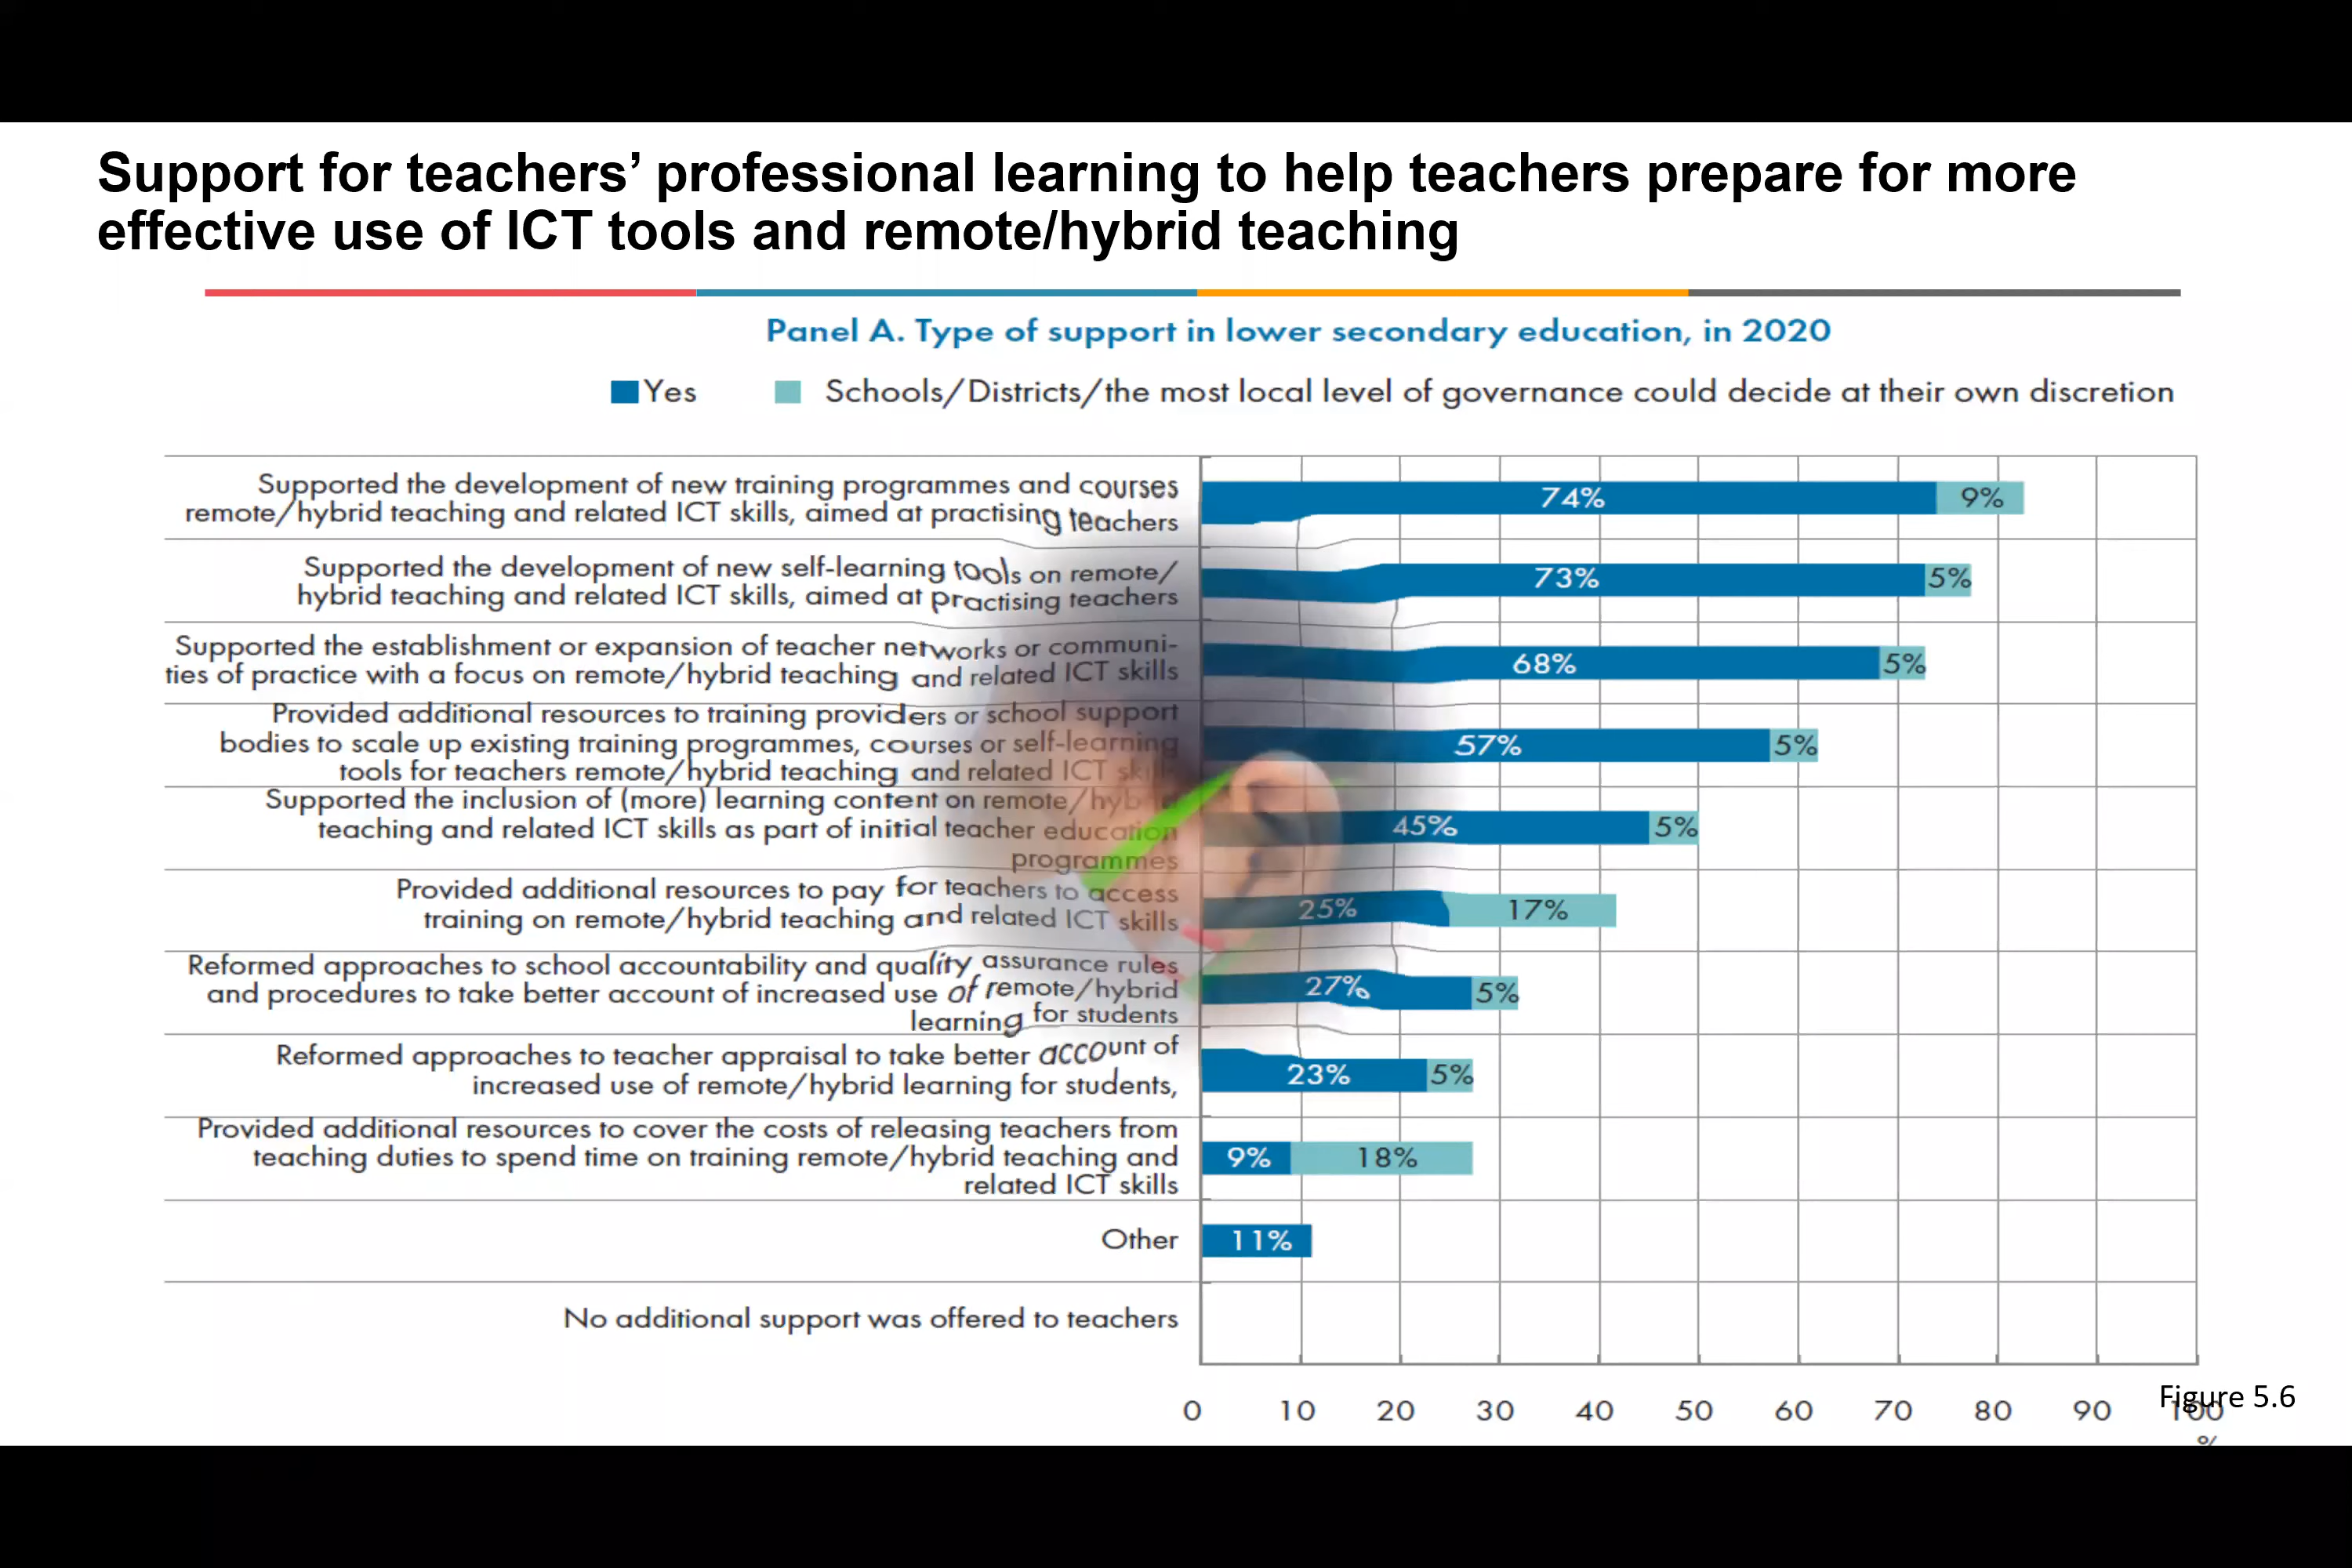 Support for teachers’ professional learning to help teachers prepare for more
effective use of ICT tools and remote/hybrid teaching
Panel A. Type of support in lower secondary education, in 2020
Yes
Schools/Districts/the most local level of governance could decide at their own discretion
Supported the development of new training programmes and courses
remote/hybrid teaching and related ICT skills, aimed at practising teachers
74%
9%
Supported the development of new self-learning tools on remote/
hybrid teaching and related ICT skills, aimed at practising teachers
73%
5%
Supported the establishment or expansion of teacher networks or communi-
ties of practice with a focus on remote/hybrid teaching and related ICT skills
68%
5%
Provided additional resources to training providers or school support
bodies to scale up existing training programmes, courses or self-learning
tools for teachers remote/hybrid teaching and related ICT skills
57%
5%
Supported the inclusion of (more) learning content on remote/hybrid
teaching and related ICT skills as part of initial teacher education
programmes
45%
5%
Provided additional resources to pay for teachers to access
training on remote/hybrid teaching and related ICT skills
25%
17%
Reformed approaches to school accountability and quality assurance rules
and procedures to take better account of increased use of remote/hybrid
learning for students
27%
5%
Reformed approaches to teacher appraisal to take better account of
increased use of remote/hybrid learning for students,
23%
5%
Provided additional resources to cover the costs of releasing teachers from
teaching duties to spend time on training remote/hybrid teaching and
related ICT skills
9%
18%
Other
11%
No additional support was offered to teachers
0 10 20 30 40 50 60 70 80 90 100
%
Figure 5.6